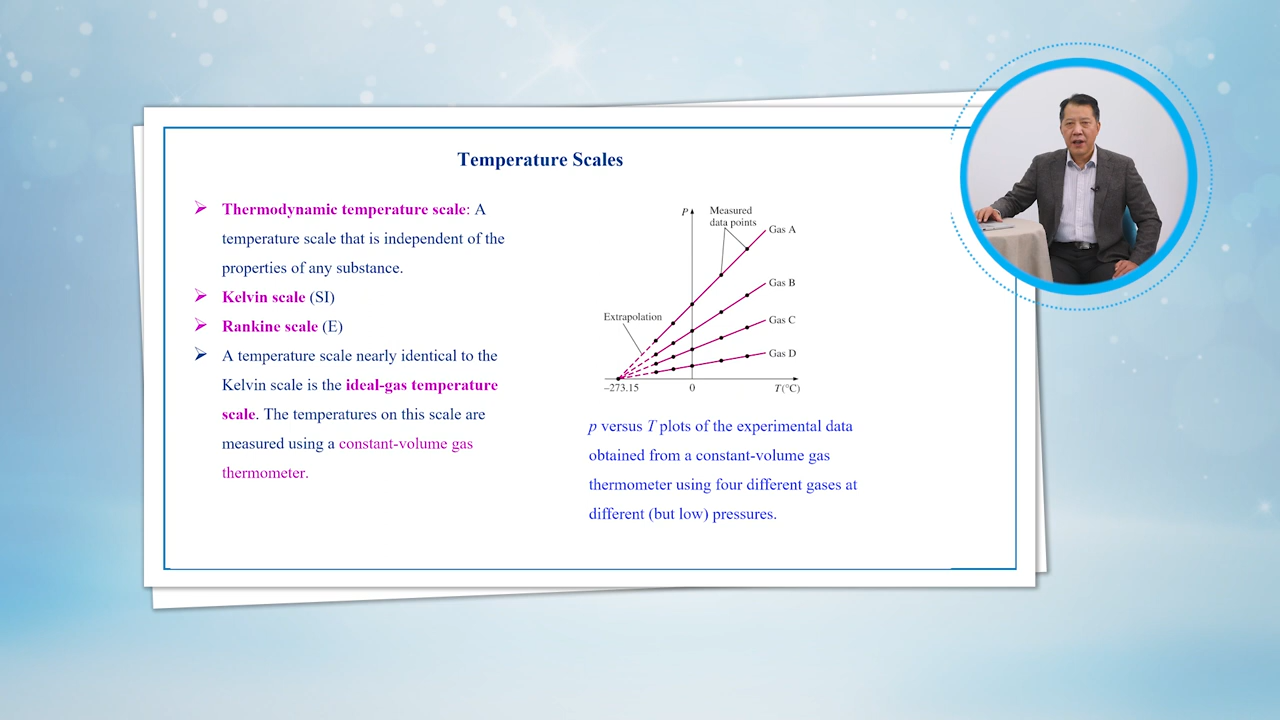 Temperature Scales
Thermodynamic temperature scale: A
temperature scale that is independent of the
properties of any substance.
Kelvin scale (SI)
Rankine scale (E)
A temperature scale nearly identical to the
Kelvin scale is the ideal-gas temperature
scale. The temperatures on this scale are
measured using a constant-volume gas
thermometer.
P
Measured
data points
Gas A
Gas B
Extrapolation
Gas C
Gas D
–273.15
0
T(°C)
p versus T plots of the experimental data
obtained from a constant-volume gas
thermometer using four different gases at
different (but low) pressures.